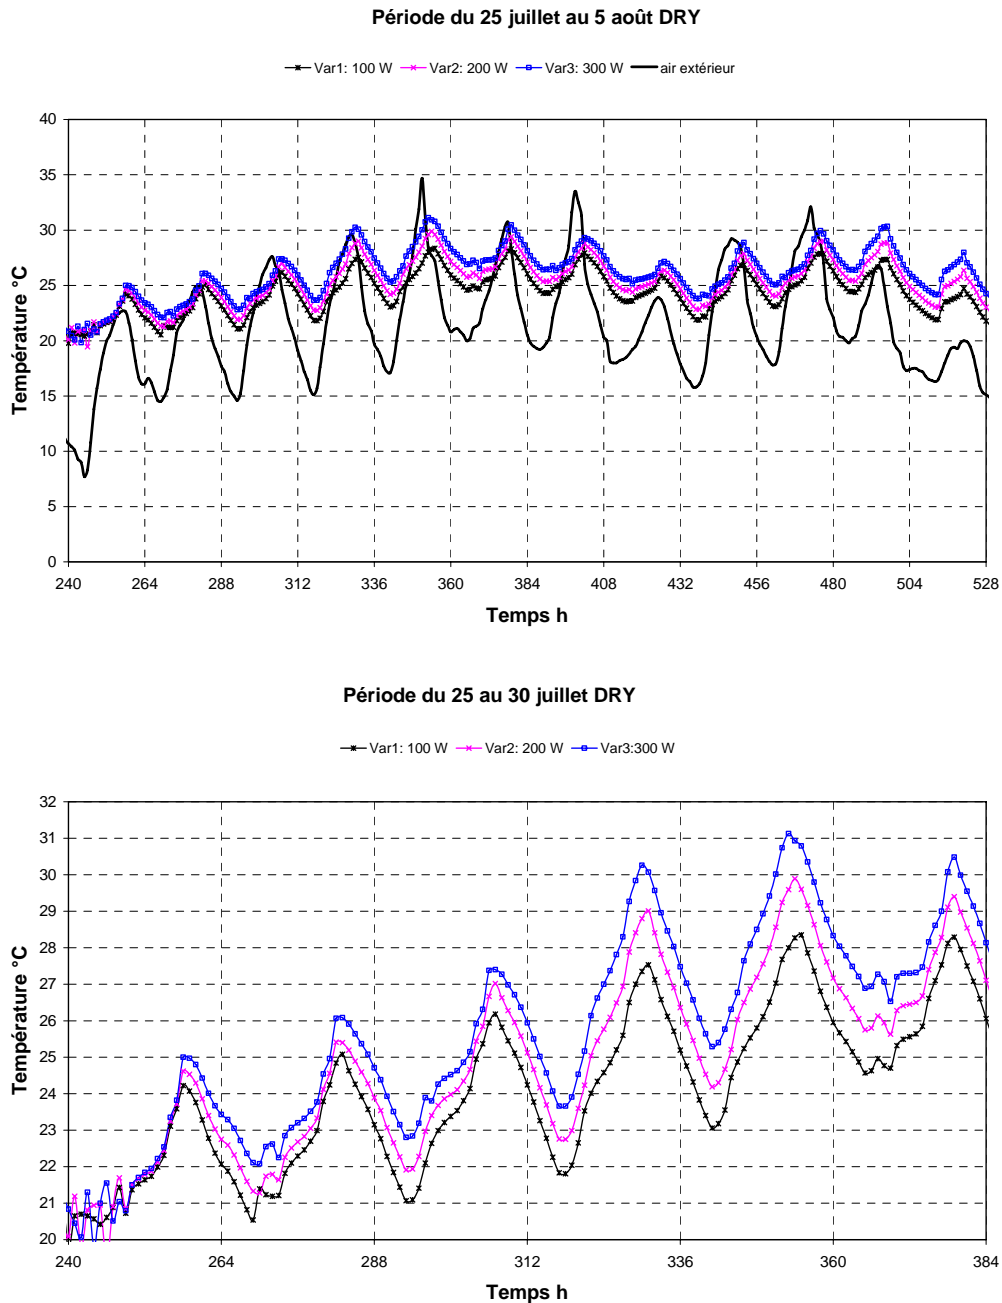 Période du 25 juillet au 5 août DRY
Var1: 100 W Var2: 200 W Var3: 300 W air extérieur
40
35
30
25
20
15
10
5
0
Température °C
240 264 288 312 336 360 384 408 432 456 480 504 528
Temps h
Période du 25 au 30 juillet DRY
Var1: 100 W Var2: 200 W Var3:300 W
32
31
30
29
28
27
26
25
24
23
22
21
20
Température °C
240 264 288 312 336 360 384
Temps h